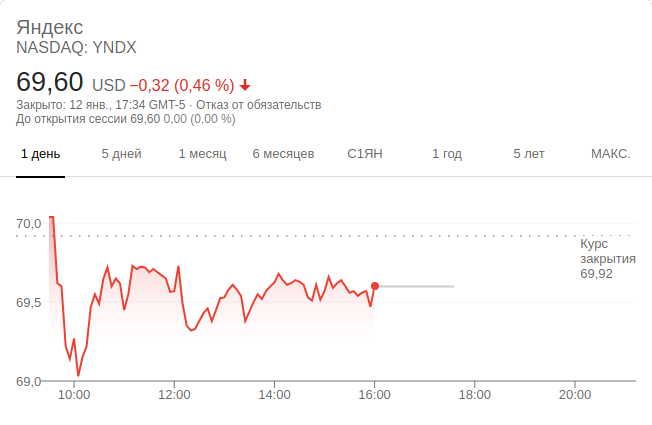 Яндекс
NASDAQ: YNDX
69,60 USD −0,32 (0,46 %)
Закрыто: 12 янв., 17:34 GMT-5 · Отказ от обязательств
До открытия сессии 69,60 0,00 (0,00 %)
1 день 5 дней 1 месяц 6 месяцев С1ЯН 1 год 5 лет МАКС.
70,0
Курс
закрытия
69,92
69,5
69,0
10:00 12:00 14:00 16:00 18:00 20:00